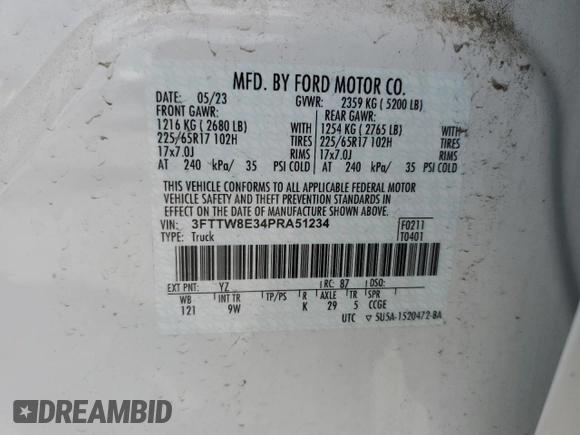 MFD. BY FORD MOTOR CO.
DATE: 05/23 GVWR: 2359 KG ( 5200 LB)
FRONT GAWR: REAR GAWR:
1216 KG ( 2680 LB) WITH 1254 KG ( 2765 LB) WITH
225/65R17 102H TIRES 225/65R17 102H TIRES
17x7.0J RIMS 17x7.0J RIMS
AT 240 kPa/ 35 PSI COLD AT 240 kPa/ 35 PSI COLD
THIS VEHICLE CONFORMS TO ALL APPLICABLE FEDERAL MOTOR
VEHICLE SAFETY AND THEFT PREVENTION STANDARDS IN
EFFECT ON THE DATE OF MANUFACTURE SHOWN ABOVE.
VIN: 3FTTW8E34PRA51234 F0211
TYPE: Truck T0401
EXT PNT: YZ RC: 87 DSO:
WB INT TR TP/PS R AXLE TR SPR
121 9W K 29 5 CCGE
UTC ▽ 5U5A-1520472-BA
DREAMBID